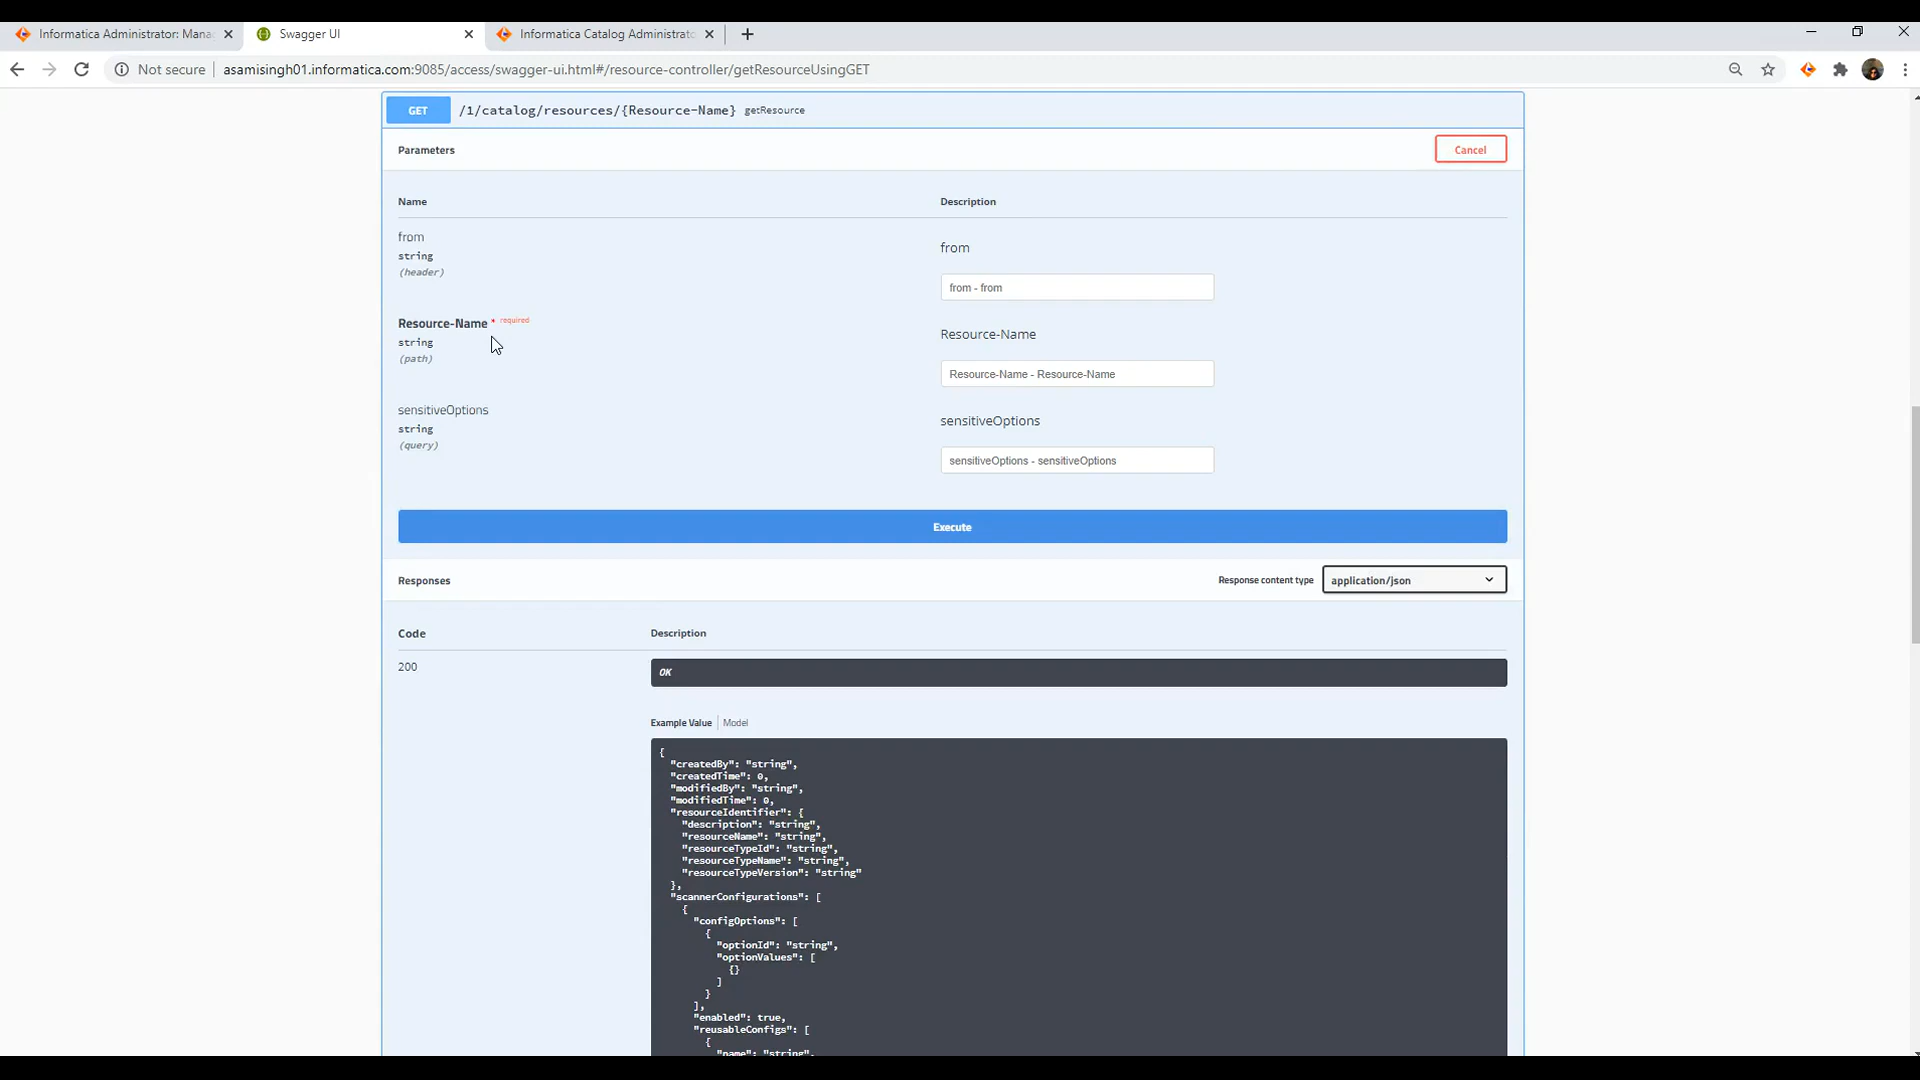 Informatica Administrator: Mana
Swagger UI
Informatica Catalog Administrato
Not secure
asamisingh01.informatica.com:9085/access/swagger-ui.html#/resource-controller/getResourceUsingGET
GET /1/catalog/resources/{Resource-Name} getResource
Parameters
Cancel
Name Description
from
string
(header)
from
from - from
Resource-Name * required
string
(path)
Resource-Name
Resource-Name - Resource-Name
sensitiveOptions
string
(query)
sensitiveOptions
sensitiveOptions - sensitiveOptions
Execute
Responses
Response content type application/json
Code Description
200
OK
Example Value | Model
{
"createdBy": "string",
"createdTime": 0,
"modifiedBy": "string",
"modifiedTime": 0,
"resourceIdentifier": {
"description": "string",
"resourceName": "string",
"resourceTypeId": "string",
"resourceTypeName": "string",
"resourceTypeVersion": "string"
},
"scannerConfigurations": [
{
"configOptions": [
{
"optionId": "string",
"optionValues": [
{}
]
}
],
"enabled": true,
"reusableConfigs": [
{
"name": "string",